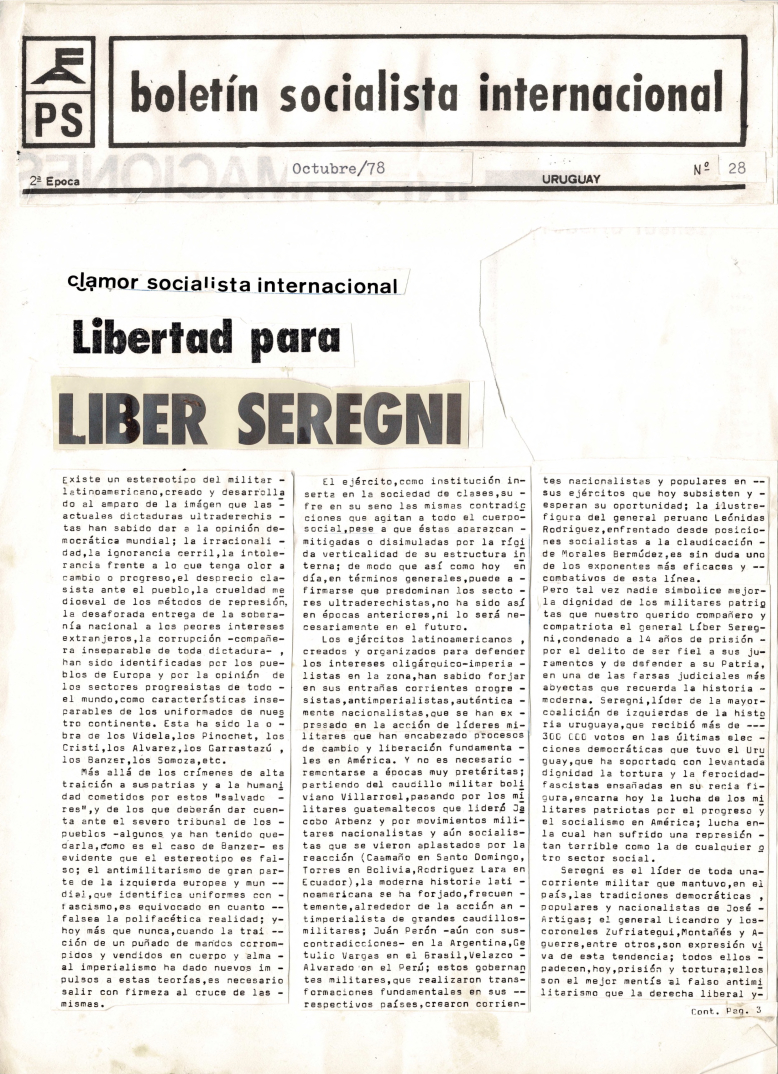 FA
PS
boletín socialista internacional
2ª Epoca
Octubre/78
URUGUAY
Nº 28
clamor socialista internacional
Libertad para
LIBER SEREGNI
Existe un estereotipo del militar -
latinoamericano,creado y desarrolla
do al amparo de la imágen que las -
actuales dictaduras ultraderechis -
tas han sabido dar a la opinión de-
mocrática mundial; la irracionali -
dad,la ignorancia cerril,la intole-
rancia frente a lo que tenga olor a
cambio o progreso,el desprecio cla-
sista ante el pueblo,la crueldad me
dioeval de los métodos de represión,
la desaforada entrega de la sobera-
nía nacional a los peores intereses
extranjeros,la corrupción -compañe-
ra inseparable de toda dictadura- ,
han sido identificadas por los pue-
blos de Europa y por la opinión de
los sectores progresistas de todo -
el mundo,como características inse-
parables de los uniformados de nues
tro continente. Esta ha sido la o -
bra de los Videla,los Pinochet, los
Cristi,los Alvarez,los Garrastazú ,
los Banzer,los Somoza,etc.
Más allá de los crímenes de alta
traición a suspatrias y a la humani
dad cometidos por estos "salvado -
res",y de los que deberán dar cuen-
ta ante el severo tribunal de los -
pueblos -algunos ya han tenido que-
darla,como es el caso de Banzer- es
evidente que el estereotipo es fal-
so; el antimilitarismo de gran par-
te de la izquierda europea y mun --
dial,que identifica uniformes con -
fascismo,es equivocado en cuanto --
falsea la polifacética realidad; y-
hoy más que nunca,cuando la trai --
ción de un puñado de mandos corrom-
pidos y vendidos en cuerpo y alma -
al imperialismo ha dado nuevos im -
pulsos a estas teorías,es necesario
salir con firmeza al cruce de las -
mismas.
El ejército,como institución in-
serta en la sociedad de clases,su -
fre en su seno las mismas contradic
ciones que agitan a todo el cuerpo-
social,pese a que éstas aparezcan -
mitigadas o disimuladas por la rígi
da verticalidad de su estructura in
terna; de modo que así como hoy en
día,en términos generales,puede a -
firmarse que predominan los secto -
res ultraderechistas,no ha sido así
en épocas anteriores,ni lo será ne-
cesariamente en el futuro.
Los ejércitos latinoamericanos ,
creados y organizados para defender
los intereses oligárquico-imperia -
listas en la zona,han sabido forjar
en sus entrañas corrientes progre -
sistas,antimperialistas,auténtica -
mente nacionalistas,que se han ex -
presado en la acción de líderes mi-
litares que han encabezado procesos
de cambio y liberación fundamenta -
les en América. Y no es necesario -
remontarse a épocas muy pretéritas;
partiendo del caudillo militar boli
viano Villarroel,pasando por los mi
litares guatemaltecos que lideró Ja
cobo Arbenz y por movimientos mili-
tares nacionalistas y aún socialis-
tas que se vieron aplastados por la
reacción (Caamaño en Santo Domingo,
Torres en Bolivia,Rodriguez Lara en
Ecuador),la moderna historia lati -
noamericana se ha forjado,frecuen -
temente,alrededor de la acción an -
timperialista de grandes caudillos-
militares; Juán Perón -aún con sus-
contradicciones- en la Argentina,Ge
tulio Vargas en el Brasil,Velazco -
Alvarado en el Perú; estos gobernan
tes militares,que realizaron trans-
formaciones fundamentales en sus --
respectivos países,crearon corrien-
tes nacionalistas y populares en --
sus ejércitos que hoy subsisten y -
esperan su oportunidad; la ilustre-
figura del general peruano Leónidas
Rodriguez,enfrentado desde posicio-
nes socialistas a la claudicación -
de Morales Bermúdez,es sin duda uno
de los exponentes más eficaces y --
combativos de esta línea.
Pero tal vez nadie simbolice mejor-
la dignidad de los militares patrio
tas que nuestro querido compañero y
compatriota el general Líber Sereg-
ni,condenado a 14 años de prisión -
por el delito de ser fiel a sus ju-
ramentos y de defender a su Patria,
en una de las farsas judiciales más
abyectas que recuerda la historia -
moderna. Seregni,líder de la mayor-
coalición de izquierdas de la histo
ria uruguaya,que recibió más de ---
300 000 votos en las últimas elec -
ciones democráticas que tuvo el Uru
guay,que ha soportado con levantada
dignidad la tortura y la ferocidad-
fascistas ensañadas en su recia fi-
gura,encarna hoy la lucha de los mi
litares patriotas por el progreso y
el socialismo en América; lucha en-
la cual han sufrido una represión -
tan terrible como la de cualquier o
tro sector social.
Seregni es el líder de toda una-
corriente militar que mantuvo,en el
país,las tradiciones democráticas ,
populares y nacionalistas de José -
Artigas; el general Licandro y los-
coroneles Zufriategui,Montañés y A-
guerre,entre otros,son expresión vi
va de esta tendencia; todos ellos -
padecen,hoy,prisión y tortura;ellos
son el mejor mentís al falso antimi
litarismo que la derecha liberal y-
Cont. Pag. 3